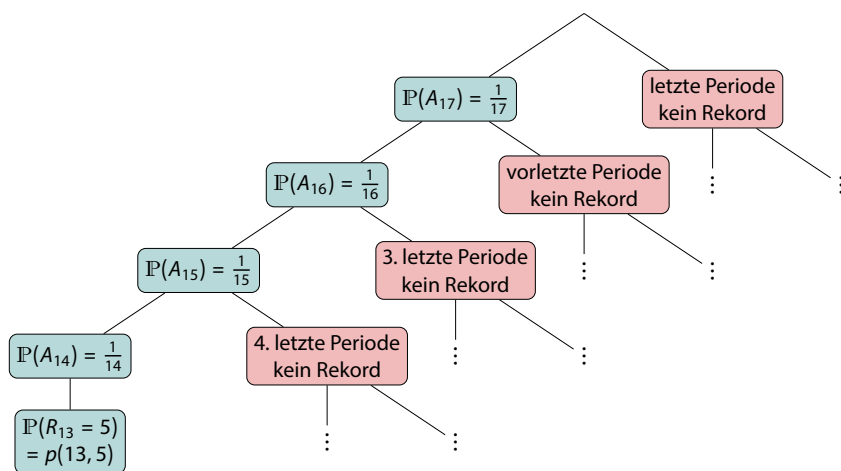 letzte Periode
kein Rekord
ℙ(A₁₇) = 1/17
vorletzte Periode
kein Rekord
ℙ(A₁₆) = 1/16
⋮
⋮
3. letzte Periode
kein Rekord
ℙ(A₁₅) = 1/15
⋮
⋮
4. letzte Periode
kein Rekord
ℙ(A₁₄) = 1/14
⋮
⋮
ℙ(R₁₃ = 5)
= p(13, 5)
⋮
⋮